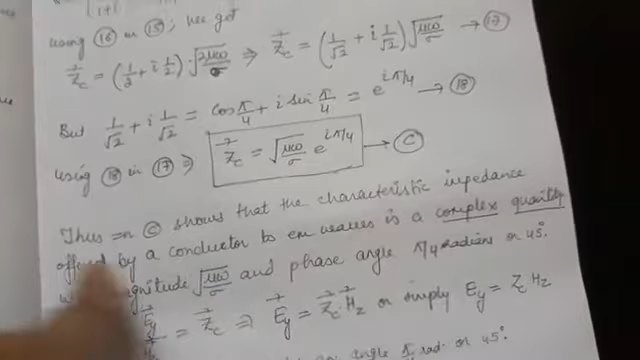 using ⑯ in ⑮; we get
Z⃗c = (1/2 + i 1/2) · √(2μω/σ) ⇒ Z⃗c = (1/√2 + i 1/√2) √(μω/σ) → ⑰
But 1/√2 + i 1/√2 = cos π/4 + i sin π/4 = e^{iπ/4} → ⑱
using ⑱ in ⑰ ⇒ Z⃗c = √(μω/σ) e^{iπ/4} → Ⓒ
Thus =n Ⓒ shows that the characteristic impedance
offered by a conductor to em waves is a complex quantity
magnitude √(μω/σ) and phase angle π/4 radians or 45°.
E⃗y = Z⃗c ⇒ E⃗y = Z⃗c · H⃗z or simply Ey = Zc Hz
angle π/4 rad. or 45°.